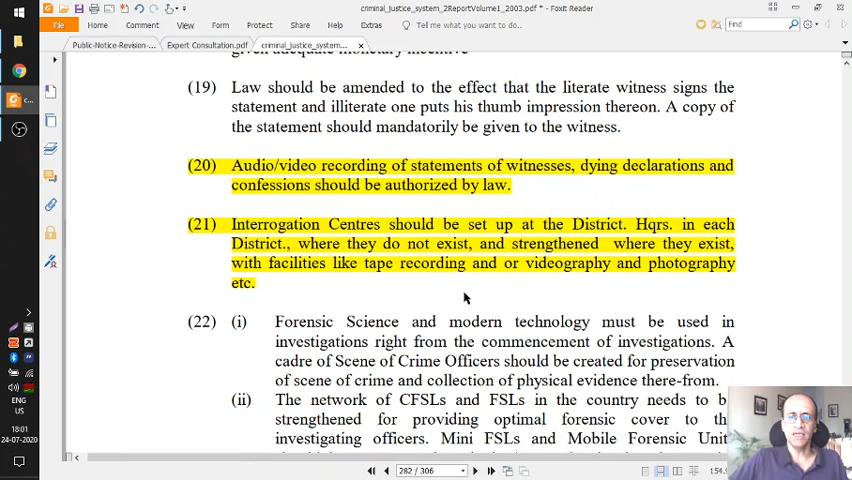 criminal_justice_system_2ReportVolume1_2003.pdf * - Foxit Reader
File Home Comment View Form Protect Share Help Extras Tell me what you want to do... Find
Public-Notice-Revision-... Expert Consultation.pdf criminal_justice_system...
given adequate monetary incentive
(19) Law should be amended to the effect that the literate witness signs the
statement and illiterate one puts his thumb impression thereon. A copy of
the statement should mandatorily be given to the witness.
(20) Audio/video recording of statements of witnesses, dying declarations and
confessions should be authorized by law.
(21) Interrogation Centres should be set up at the District. Hqrs. in each
District., where they do not exist, and strengthened where they exist,
with facilities like tape recording and or videography and photography
etc.
(22) (i) Forensic Science and modern technology must be used in
investigations right from the commencement of investigations. A
cadre of Scene of Crime Officers should be created for preservation
of scene of crime and collection of physical evidence there-from.
(ii) The network of CFSLs and FSLs in the country needs to b
strengthened for providing optimal forensic cover to th
investigating officers. Mini FSLs and Mobile Forensic Unit
ENG
US
18:01
24-07-2020
282 / 306
154.9